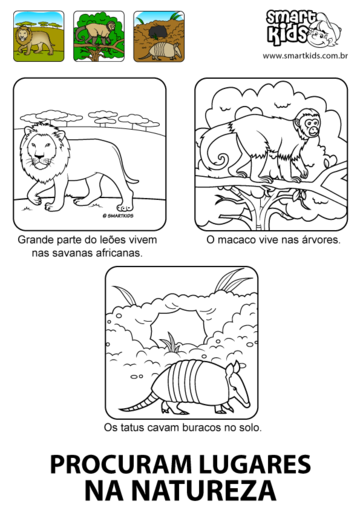 Smart
Kids
www.smartkids.com.br
© SMARTKIDS
Grande parte do leões vivem
nas savanas africanas.
O macaco vive nas árvores.
Os tatus cavam buracos no solo.
PROCURAM LUGARES
NA NATUREZA